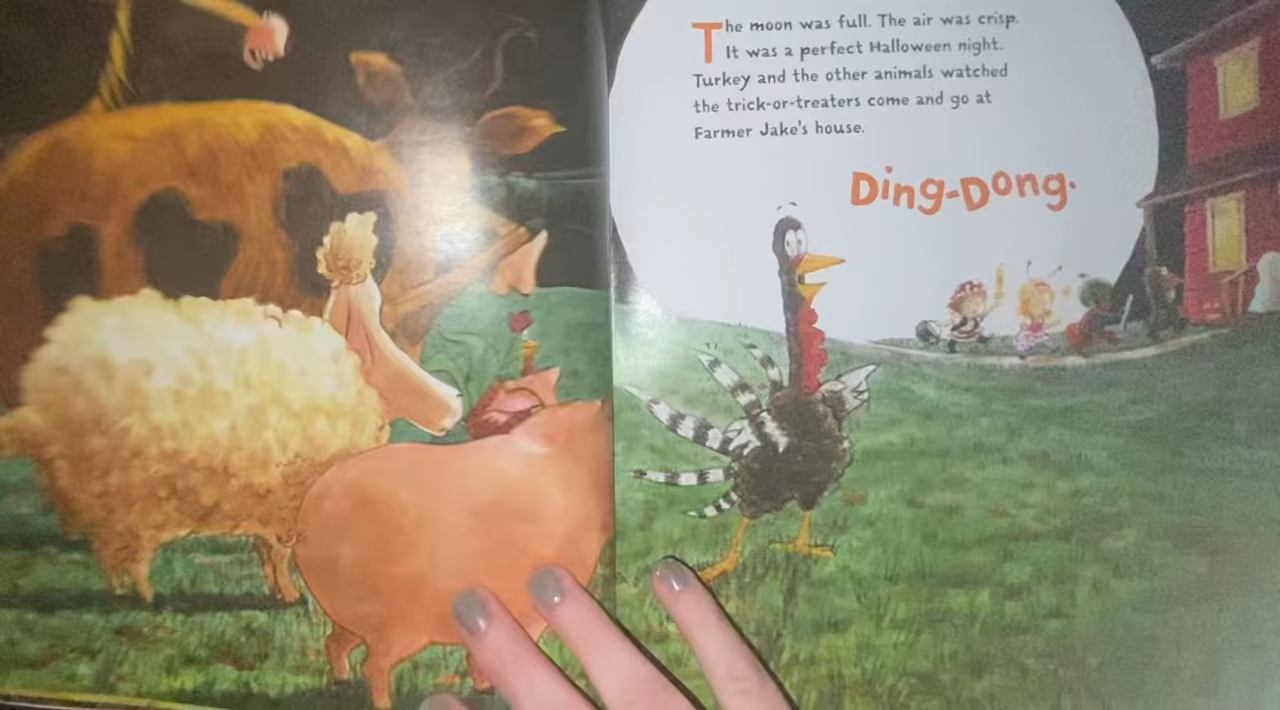 The moon was full. The air was crisp.
It was a perfect Halloween night.
Turkey and the other animals watched
the trick-or-treaters come and go at
Farmer Jake's house.
Ding-Dong.